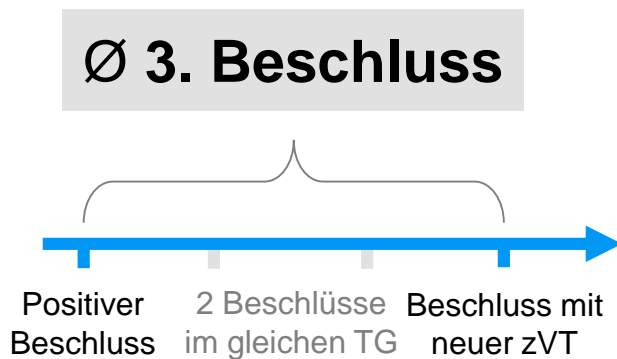 Ø 3. Beschluss
Positiver
Beschluss
2 Beschlüsse
im gleichen TG
Beschluss mit
neuer zVT